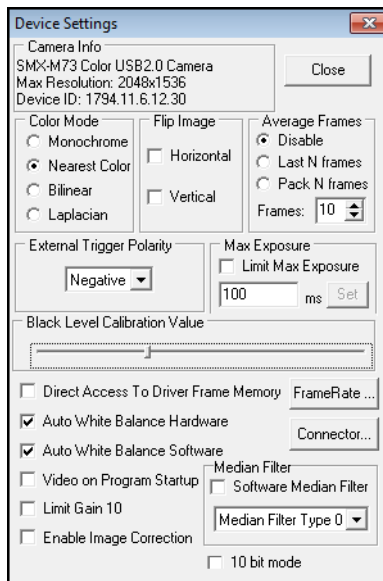 Device Settings
Camera Info
SMX-M73 Color USB2.0 Camera
Max Resolution: 2048x1536
Device ID: 1794.11.6.12.30
Close
Color Mode
Monochrome
Nearest Color
Bilinear
Laplacian
Flip Image
Horizontal
Vertical
Average Frames
Disable
Last N frames
Pack N frames
Frames: 10
External Trigger Polarity
Negative
Max Exposure
Limit Max Exposure
100 ms Set
Black Level Calibration Value
Direct Access To Driver Frame Memory
FrameRate ...
Auto White Balance Hardware
Connector...
Auto White Balance Software
Video on Program Startup
Limit Gain 10
Enable Image Correction
Median Filter
Software Median Filter
Median Filter Type 0
10 bit mode